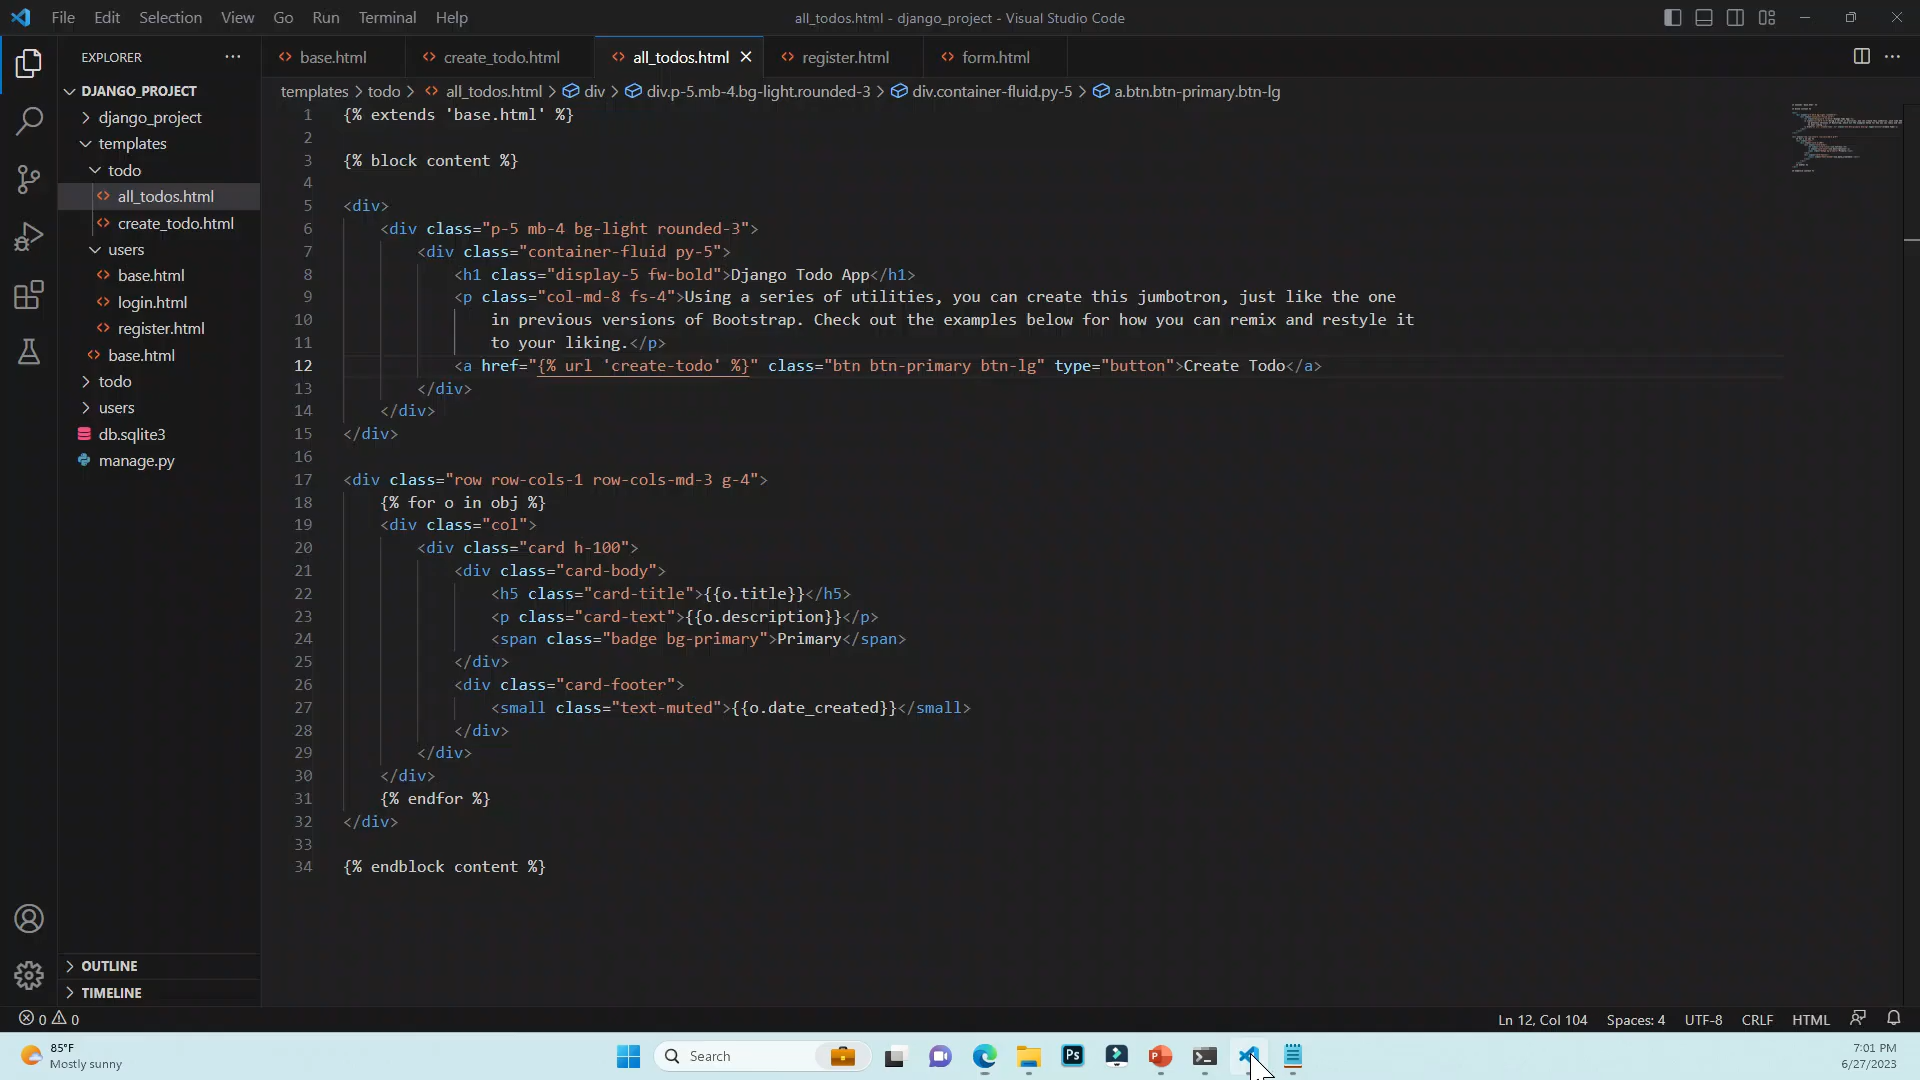 File Edit Selection View Go Run Terminal Help
all_todos.html - django_project - Visual Studio Code
EXPLORER
DJANGO_PROJECT
django_project
templates
todo
all_todos.html
create_todo.html
users
base.html
login.html
register.html
base.html
todo
users
db.sqlite3
manage.py
OUTLINE
TIMELINE
base.html create_todo.html all_todos.html register.html form.html
templates > todo > all_todos.html > div > div.p-5.mb-4.bg-light.rounded-3 > div.container-fluid.py-5 > a.btn.btn-primary.btn-lg
1 {% extends 'base.html' %}
2
3 {% block content %}
4
5 <div>
6 <div class="p-5 mb-4 bg-light rounded-3">
7 <div class="container-fluid py-5">
8 <h1 class="display-5 fw-bold">Django Todo App</h1>
9 <p class="col-md-8 fs-4">Using a series of utilities, you can create this jumbotron, just like the one
10 in previous versions of Bootstrap. Check out the examples below for how you can remix and restyle it
11 to your liking.</p>
12 <a href="{% url 'create-todo' %}" class="btn btn-primary btn-lg" type="button">Create Todo</a>
13 </div>
14 </div>
15 </div>
16
17 <div class="row row-cols-1 row-cols-md-3 g-4">
18 {% for o in obj %}
19 <div class="col">
20 <div class="card h-100">
21 <div class="card-body">
22 <h5 class="card-title">{{o.title}}</h5>
23 <p class="card-text">{{o.description}}</p>
24 <span class="badge bg-primary">Primary</span>
25 </div>
26 <div class="card-footer">
27 <small class="text-muted">{{o.date_created}}</small>
28 </div>
29 </div>
30 </div>
31 {% endfor %}
32 </div>
33
34 {% endblock content %}
0 0
Ln 12, Col 104 Spaces: 4 UTF-8 CRLF HTML
85°F
Mostly sunny
Search
Ps
7:01 PM
6/27/2023